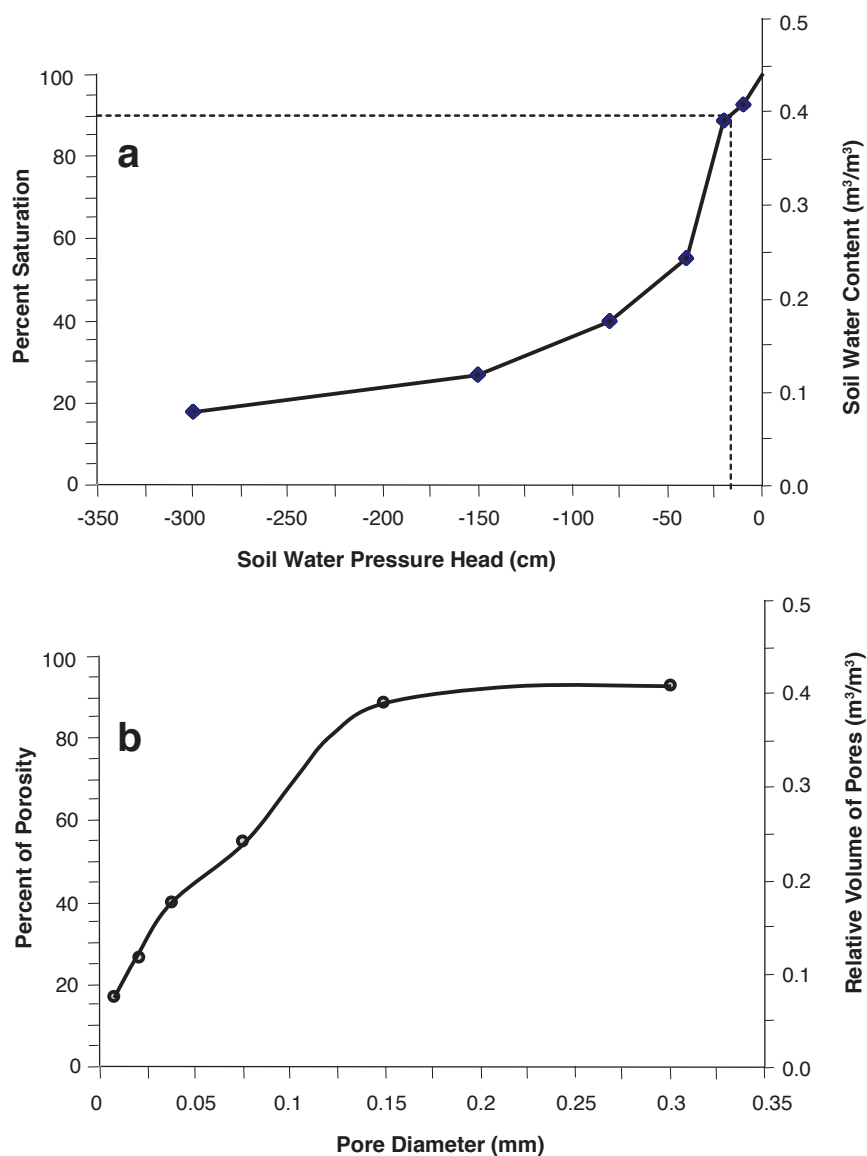 0.5
100
80
60
40
20
0
Percent Saturation
a
0.4
0.3
0.2
0.1
0.0
Soil Water Content (m³/m³)
-350 -300 -250 -200 -150 -100 -50 0
Soil Water Pressure Head (cm)
0.5
100
80
60
40
20
0
Percent of Porosity
b
0.4
0.3
0.2
0.1
0.0
Relative Volume of Pores (m³/m³)
0 0.05 0.1 0.15 0.2 0.25 0.3 0.35
Pore Diameter (mm)